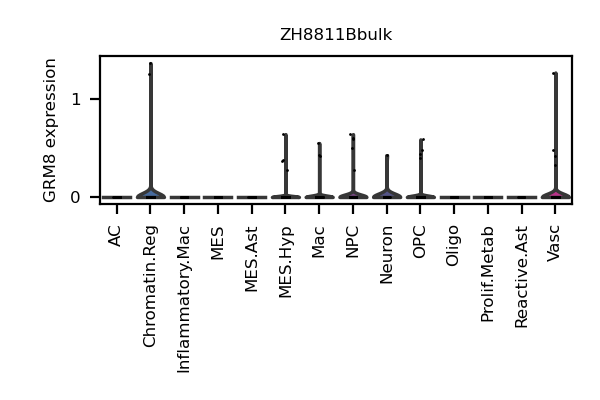 ZH8811Bbulk
GRM8 expression
1
0
AC
Chromatin.Reg
Inflammatory.Mac
MES
MES.Ast
MES.Hyp
Mac
NPC
Neuron
OPC
Oligo
Prolif.Metab
Reactive.Ast
Vasc